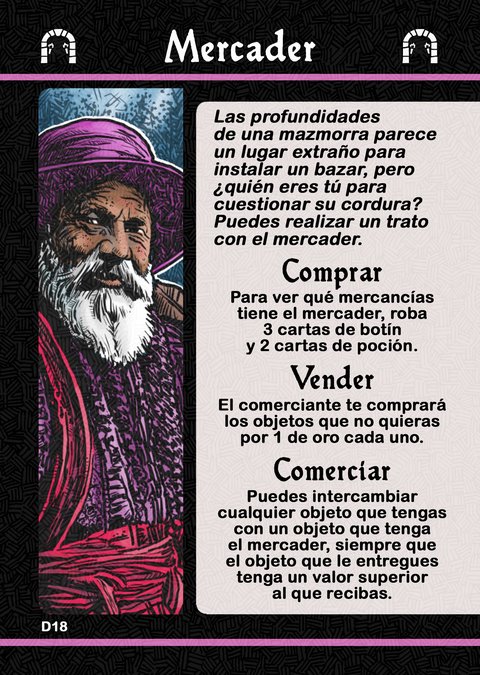 Mercader
Las profundidades
de una mazmorra parece
un lugar extraño para
instalar un bazar, pero
¿quién eres tú para
cuestionar su cordura?
Puedes realizar un trato
con el mercader.
Comprar
Para ver qué mercancías
tiene el mercader, roba
3 cartas de botín
y 2 cartas de poción.
Vender
El comerciante te comprará
los objetos que no quieras
por 1 de oro cada uno.
Comerciar
Puedes intercambiar
cualquier objeto que tengas
con un objeto que tenga
el mercader, siempre que
el objeto que le entregues
tenga un valor superior
al que recibas.
D18